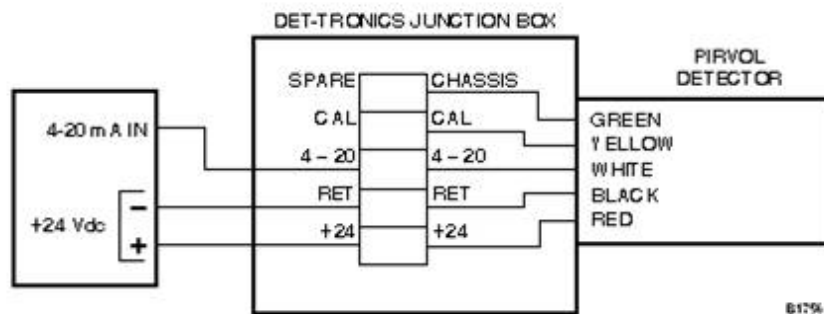 DET-TRONICS JUNCTION BOX
PIRVOL
DETECTOR
SPARE CHASSIS
CAL CAL
4 – 20 4 – 20
RET RET
+24 +24
4-20 mA IN
+24 Vdc
–
+
GREEN
YELLOW
WHITE
BLACK
RED